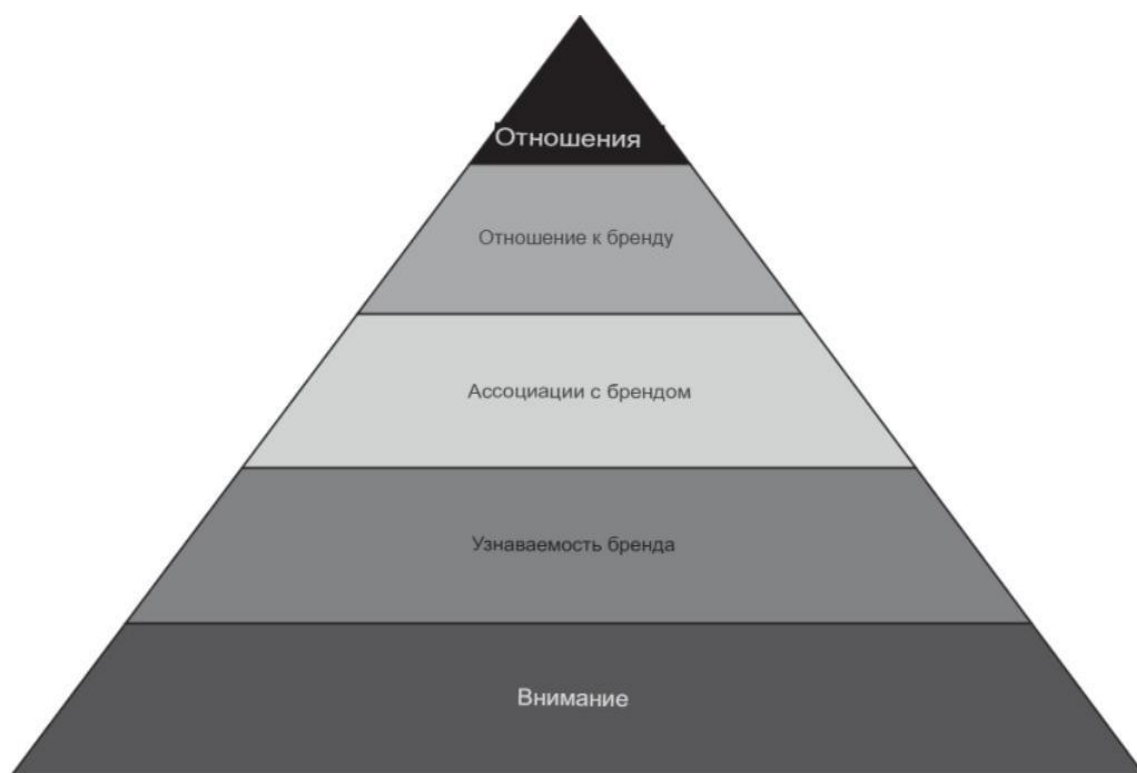 Отношения
Отношение к бренду
Ассоциации с брендом
Узнаваемость бренда
Внимание